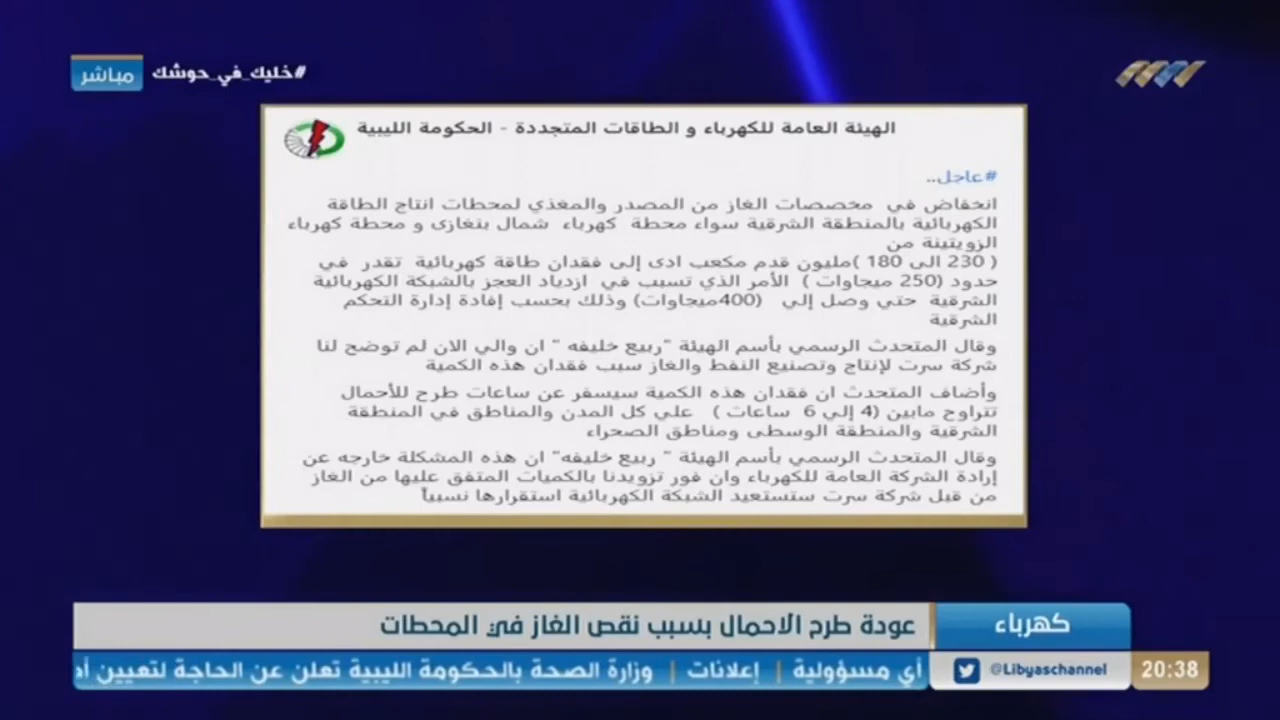 #خليك_في_حوشك
مباشر
الهيئة العامة للكهرباء و الطاقات المتجددة - الحكومة الليبية
#عاجل..
انخفاض في مخصصات الغاز من المصدر والمغذي لمحطات انتاج الطاقة
الكهربائية بالمنطقة الشرقية سواء محطة كهرباء شمال بنغازى و محطة كهرباء
الزويتينة من
( 230 الى 180 )مليون قدم مكعب ادى إلى فقدان طاقة كهربائية تقدر في
حدود (250 ميجاوات ) الأمر الذي تسبب في ازدياد العجز بالشبكة الكهربائية
الشرقية حتي وصل إلي (400ميجاوات) وذلك بحسب إفادة إدارة التحكم
الشرقية
وقال المتحدث الرسمي بأسم الهيئة "ربيع خليفه " ان والي الان لم توضح لنا
شركة سرت لإنتاج وتصنيع النفط والغاز سبب فقدان هذه الكمية
وأضاف المتحدث ان فقدان هذه الكمية سيسفر عن ساعات طرح للأحمال
تتراوح مابين (4 إلي 6 ساعات ) علي كل المدن والمناطق في المنطقة
الشرقية والمنطقة الوسطى ومناطق الصحراء
وقال المتحدث الرسمي بأسم الهيئة " ربيع خليفه" ان هذه المشكلة خارجه عن
إرادة الشركة العامة للكهرباء وان فور تزويدنا بالكميات المتفق عليها من الغاز
من قبل شركة سرت ستستعيد الشبكة الكهربائية استقرارها نسبياً
كهرباء
عودة طرح الاحمال بسبب نقص الغاز في المحطات
20:38
@Libyaschannel
أي مسؤولية | إعلانات | وزارة الصحة بالحكومة الليبية تعلن عن الحاجة لتعيين